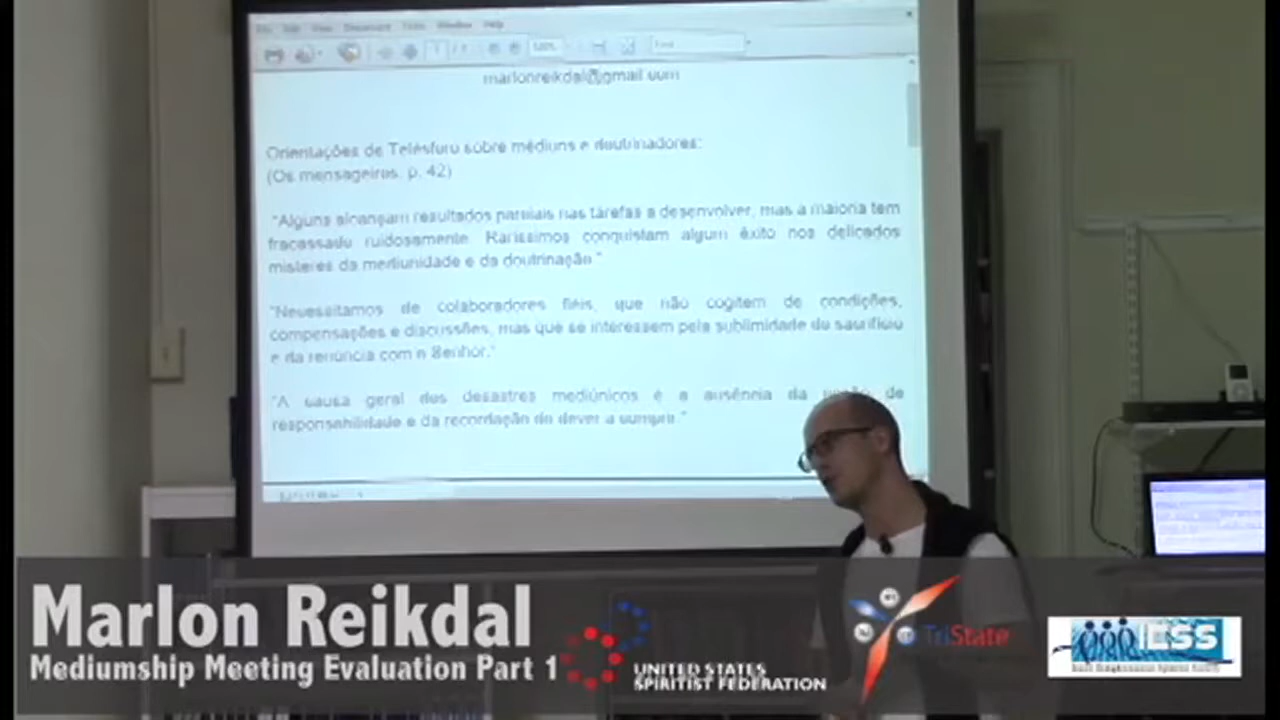 marlonreikdal@gmail.com
Orientações de Telésforo sobre médiuns e doutrinadores:
(Os mensageiros, p. 42)
"Alguns alcançam resultados parciais nas tarefas a desenvolver, mas a maioria tem
fracassado ruidosamente. Raríssimos conquistam algum êxito nos delicados
misteres da mediunidade e da doutrinação."
"Necessitamos de colaboradores fiéis, que não cogitem de condições,
compensações e discussões, mas que se interessem pela sublimidade do sacrifício
e da renúncia com o Senhor."
"A causa geral dos desastres mediúnicos é a ausência da noção de
responsabilidade e da recordação do dever a cumprir."
Marlon Reikdal
Mediumship Meeting Evaluation Part 1
UNITED STATES
SPIRITIST FEDERATION
TriState